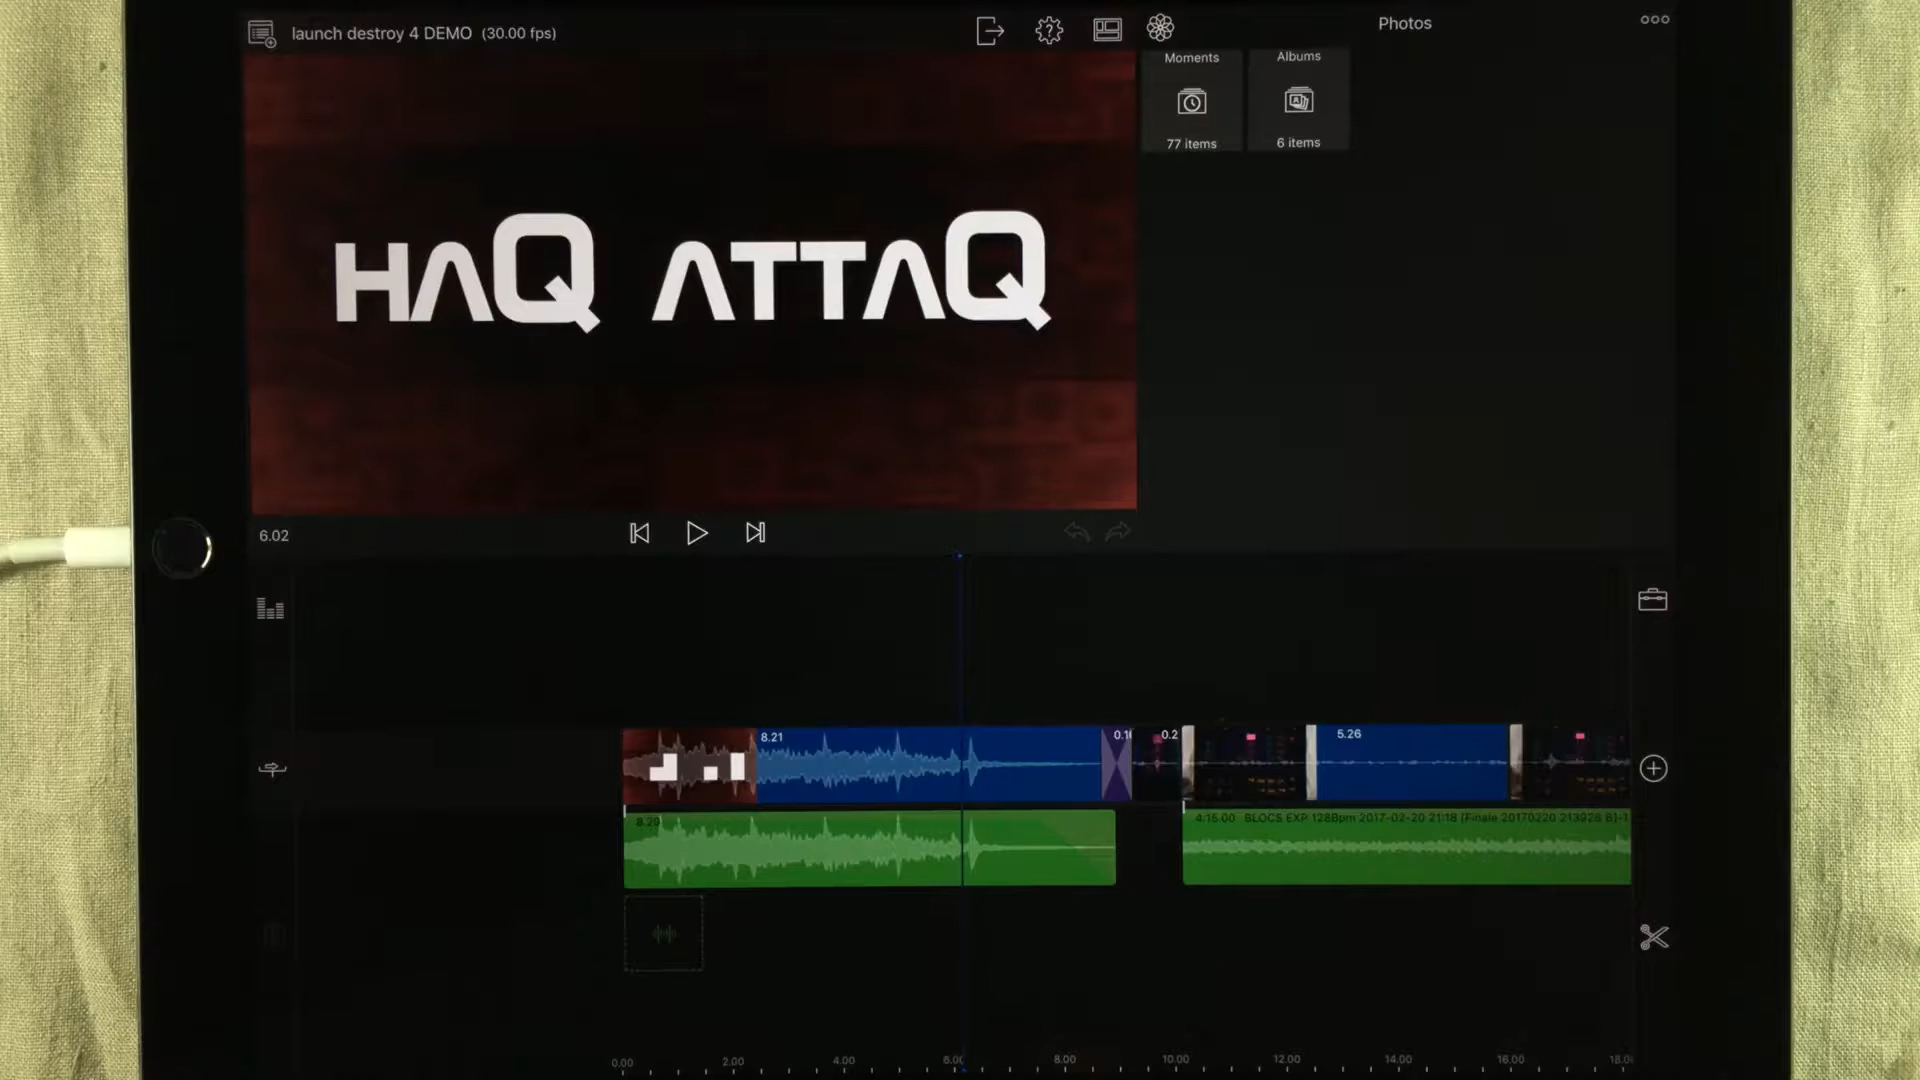 launch destroy 4 DEMO (30.00 fps)
Photos
Moments
77 items
Albums
6 items
HAQ ATTAQ
6.02
8.21
0.2
5.26
8.29
4:15.00 BLOCS EXP 128Bpm 2017-02-20 21:18 [Finale 20170220 213928 B]-1
0.00 2.00 4.00 6.00 8.00 10.00 12.00 14.00 16.00 18.0